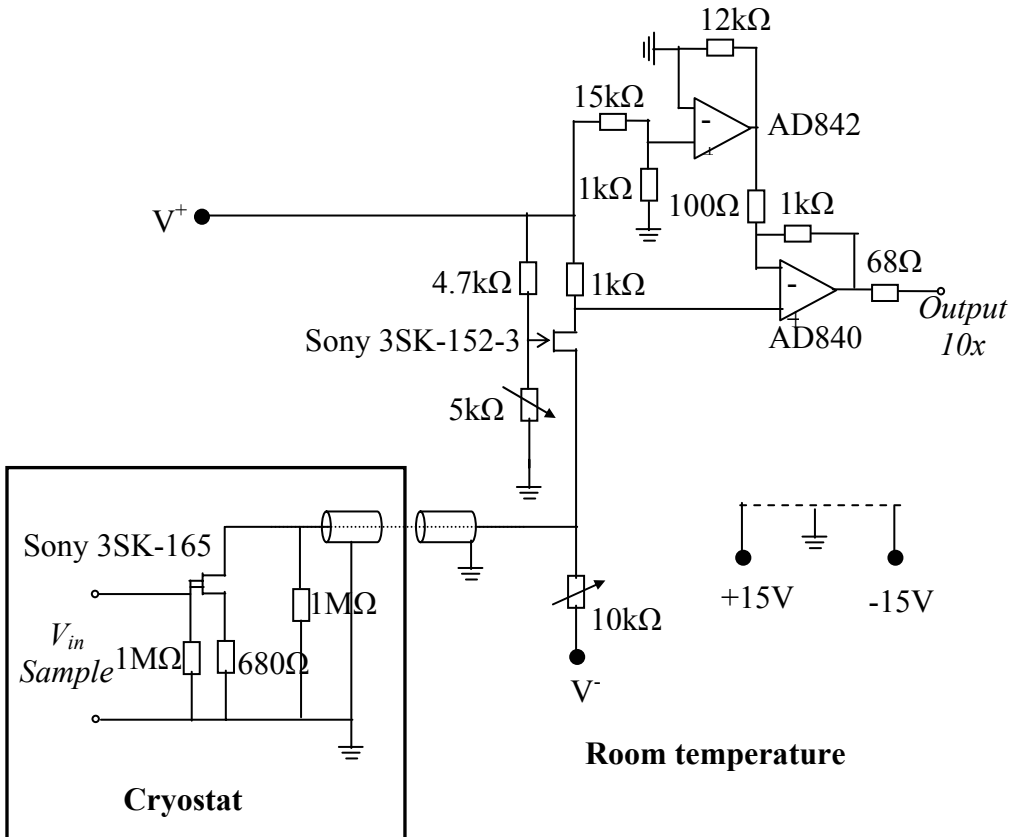 12kΩ
15kΩ
-
+
AD842
1kΩ
V⁺
100Ω
1kΩ
4.7kΩ
1kΩ
68Ω
-
+
AD840
Output
10x
Sony 3SK-152-3
5kΩ
Sony 3SK-165
1MΩ
V_in
Sample
1MΩ
680Ω
10kΩ
V⁻
+15V
-15V
Room temperature
Cryostat